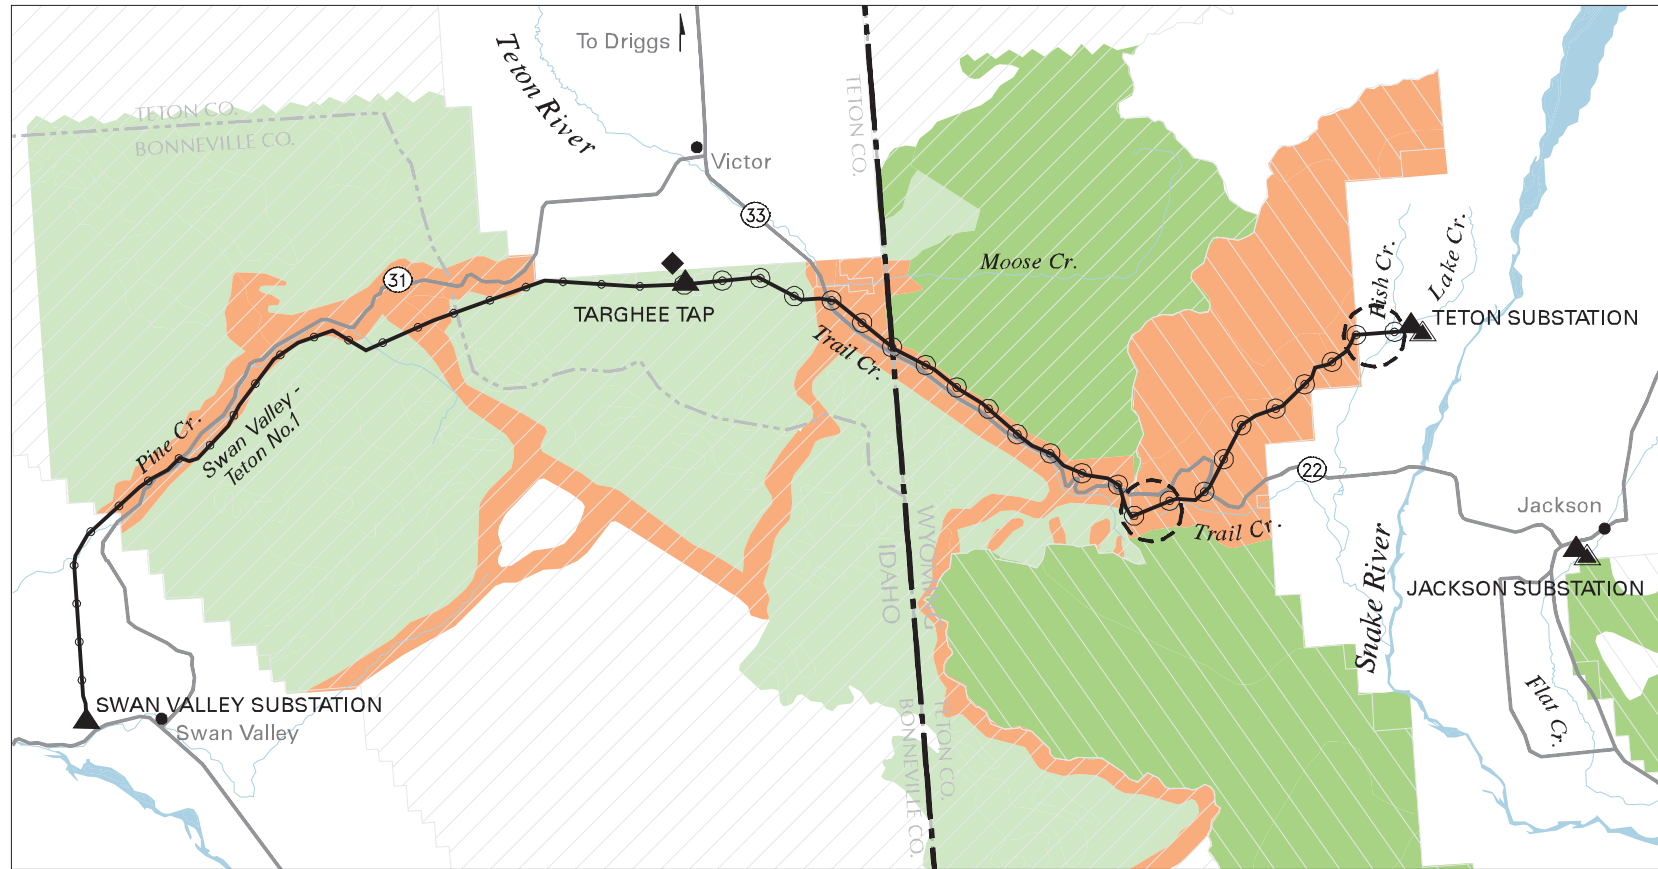 To Driggs
Teton River
TETON CO.
TETON CO.
BONNEVILLE CO.
Victor
33
Moose Cr.
Fish Cr.
Lake Cr.
31
TARGHEE TAP
TETON SUBSTATION
Trail Cr.
Pine Cr.
Swan Valley -
Teton No.1
22
Jackson
Trail Cr.
WYOMING
IDAHO
Snake River
JACKSON SUBSTATION
Flat Cr.
SWAN VALLEY SUBSTATION
Swan Valley
TETON CO.
BONNEVILLE CO.